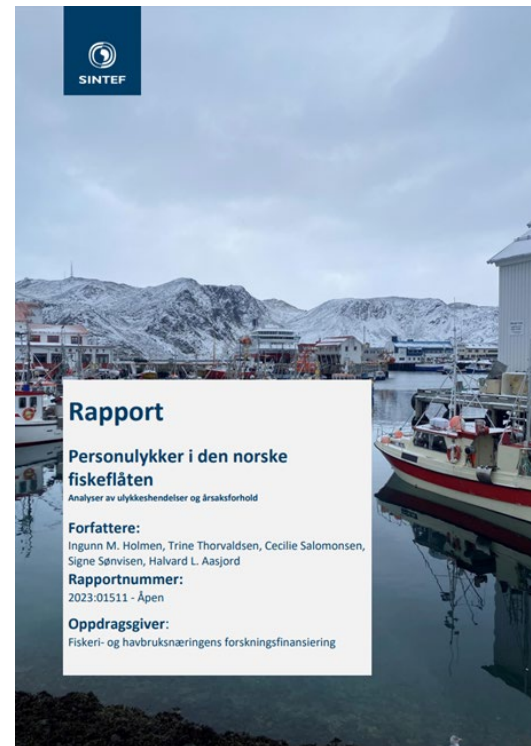 SINTEF
Rapport
Personulykker i den norske
fiskeflåten
Analyser av ulykkeshendelser og årsaksforhold
Forfattere:
Ingunn M. Holmen, Trine Thorvaldsen, Cecilie Salomonsen,
Signe Sønvisen, Halvard L. Aasjord
Rapportnummer:
2023:01511 - Åpen
Oppdragsgiver:
Fiskeri- og havbruksnæringens forskningsfinansiering